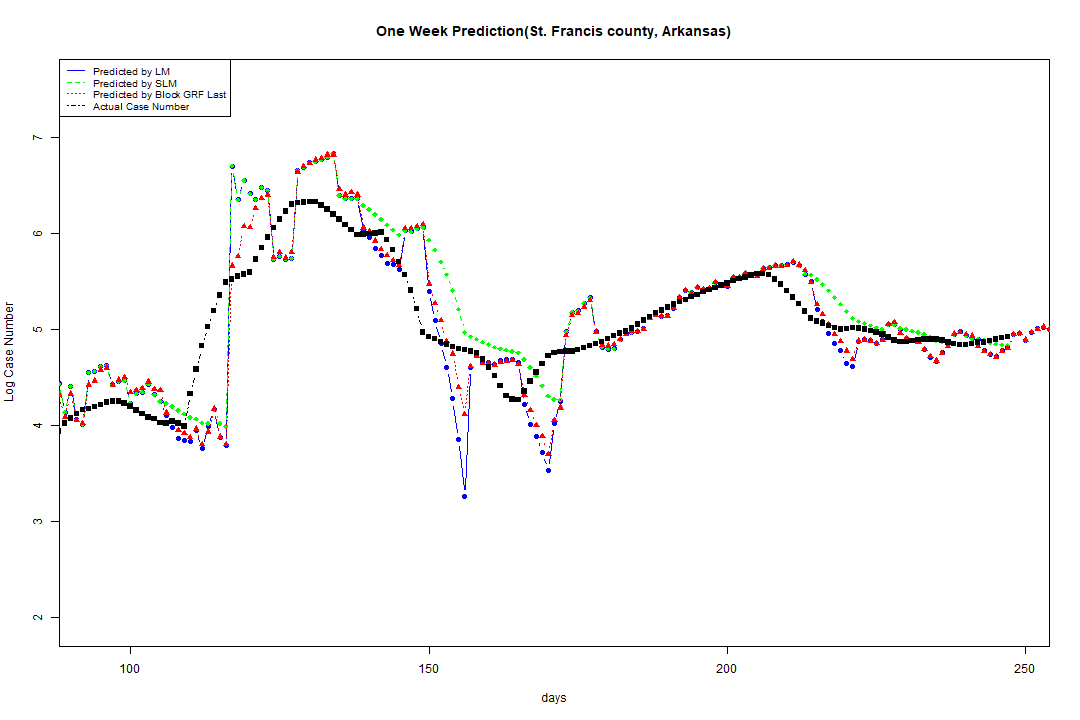 One Week Prediction(St. Francis county, Arkansas)
Predicted by LM
Predicted by SLM
Predicted by Block GRF Last
Actual Case Number
Log Case Number
7
6
5
4
3
2
100
150
200
250
days